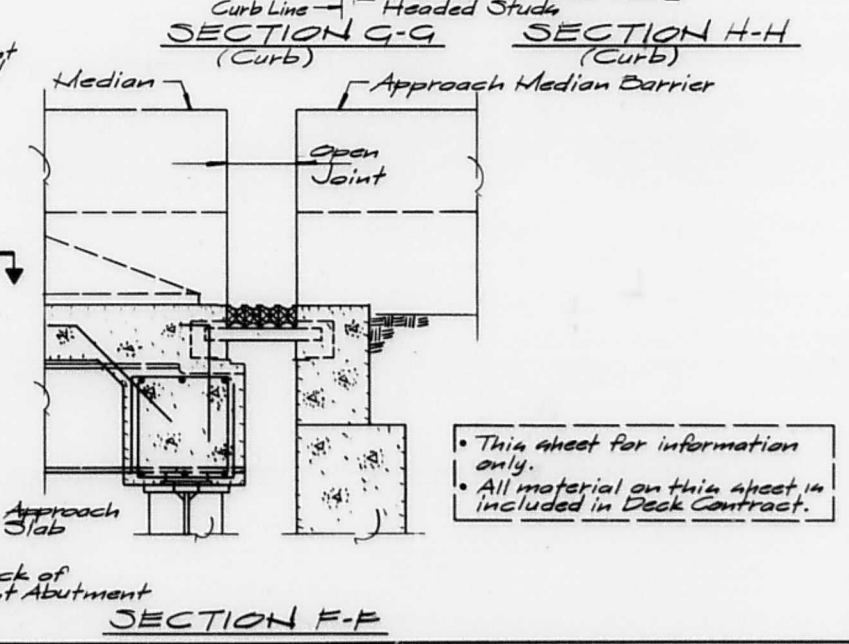 Curb Line
Headed Studs
SECTION G-G
(Curb)
SECTION H-H
(Curb)
Median
Approach Median Barrier
Open
Joint
• This sheet for information
only.
• All material on this sheet is
included in Deck Contract.
Approach
Slab
Abutment
SECTION F-F